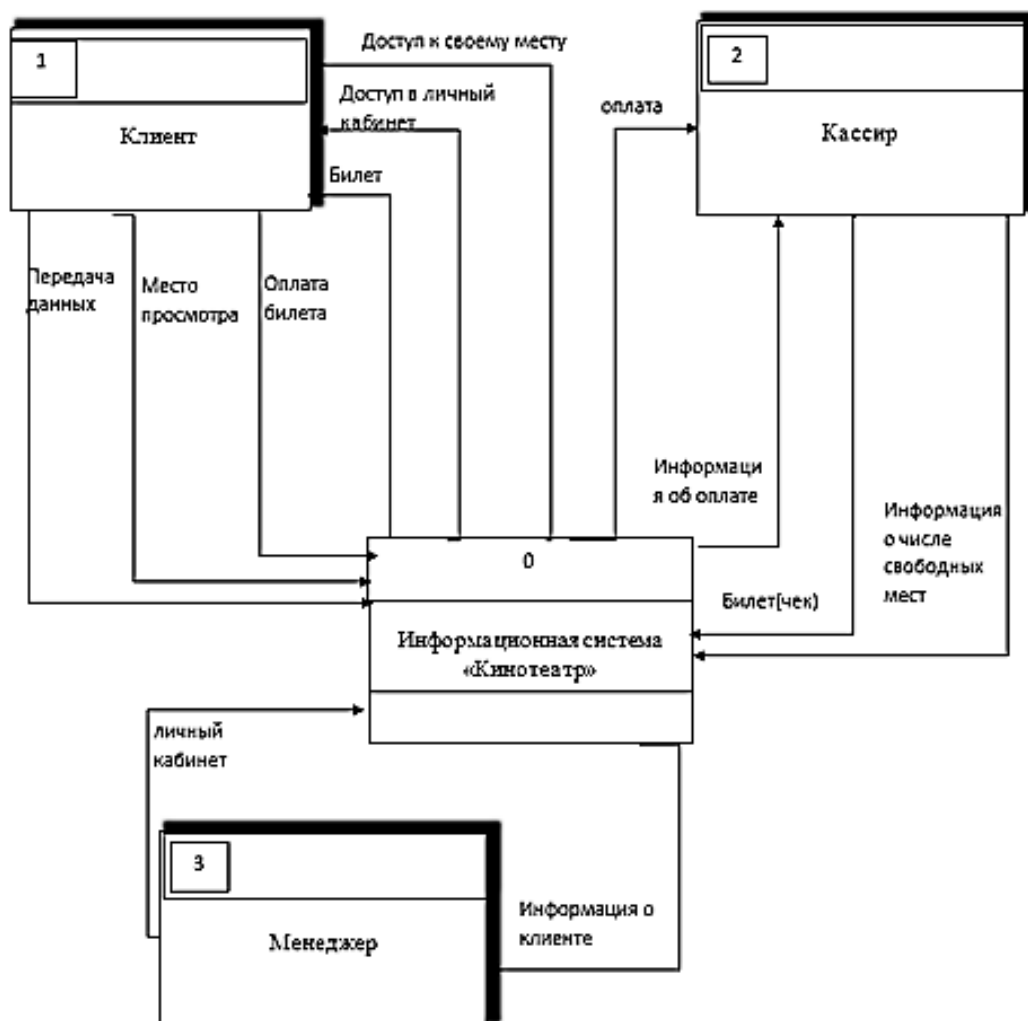 1
Клиент
Доступ к своему месту
Доступ в личный
кабинет
Билет
оплата
2
Кассир
Передача
данных
Место
просмотра
Оплата
билета
Информаци
я об оплате
Информация
о числе
свободных
мест
Билет(чек)
0
Информационная система
«Кинотеатр»
личный
кабинет
3
Менеджер
Информация о
клиенте